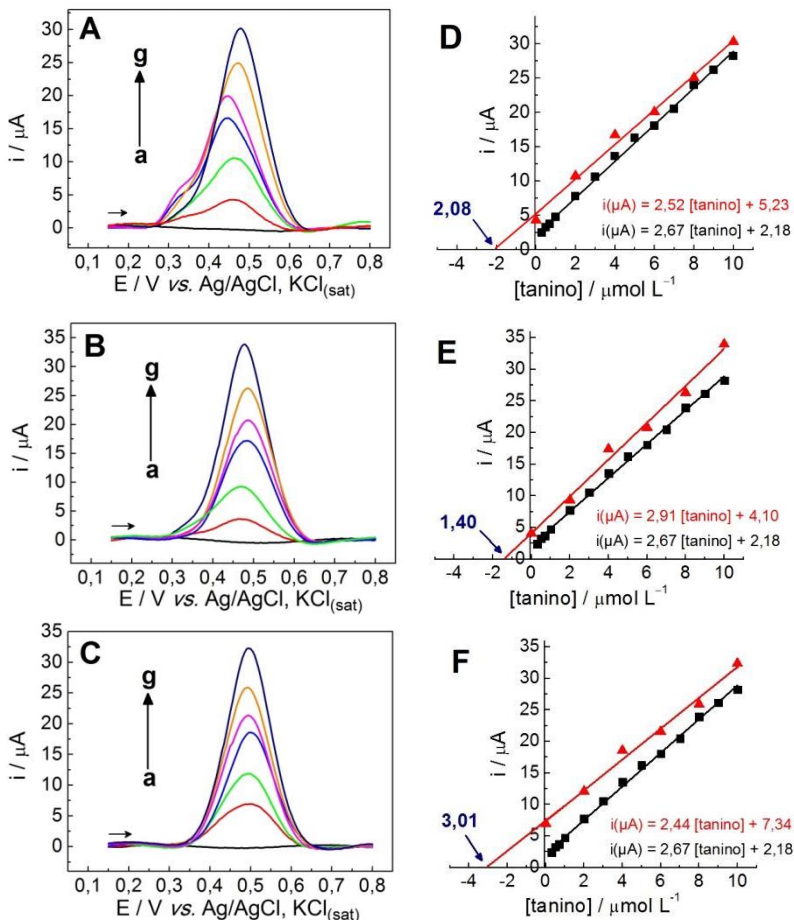 A
g
a
i / μA
30
25
20
15
10
5
0
0,1 0,2 0,3 0,4 0,5 0,6 0,7 0,8
E / V vs. Ag/AgCl, KCl(sat)
D
i / μA
30
25
20
15
10
5
0
2,08
i(μA) = 2,52 [tanino] + 5,23
i(μA) = 2,67 [tanino] + 2,18
-4 -2 0 2 4 6 8 10
[tanino] / μmol L−1
B
g
a
i / μA
35
30
25
20
15
10
5
0
0,1 0,2 0,3 0,4 0,5 0,6 0,7 0,8
E / V vs. Ag/AgCl, KCl(sat)
E
i / μA
35
30
25
20
15
10
5
0
1,40
i(μA) = 2,91 [tanino] + 4,10
i(μA) = 2,67 [tanino] + 2,18
-4 -3 -2 -1 0 2 4 6 8 10
[tanino] / μmol L−1
C
g
a
i / μA
35
30
25
20
15
10
5
0
0,1 0,2 0,3 0,4 0,5 0,6 0,7 0,8
E / V vs. Ag/AgCl, KCl(sat)
F
i / μA
35
30
25
20
15
10
5
0
3,01
i(μA) = 2,44 [tanino] + 7,34
i(μA) = 2,67 [tanino] + 2,18
-4 -3 -2 -1 0 2 4 6 8 10
[tanino] / μmol L−1